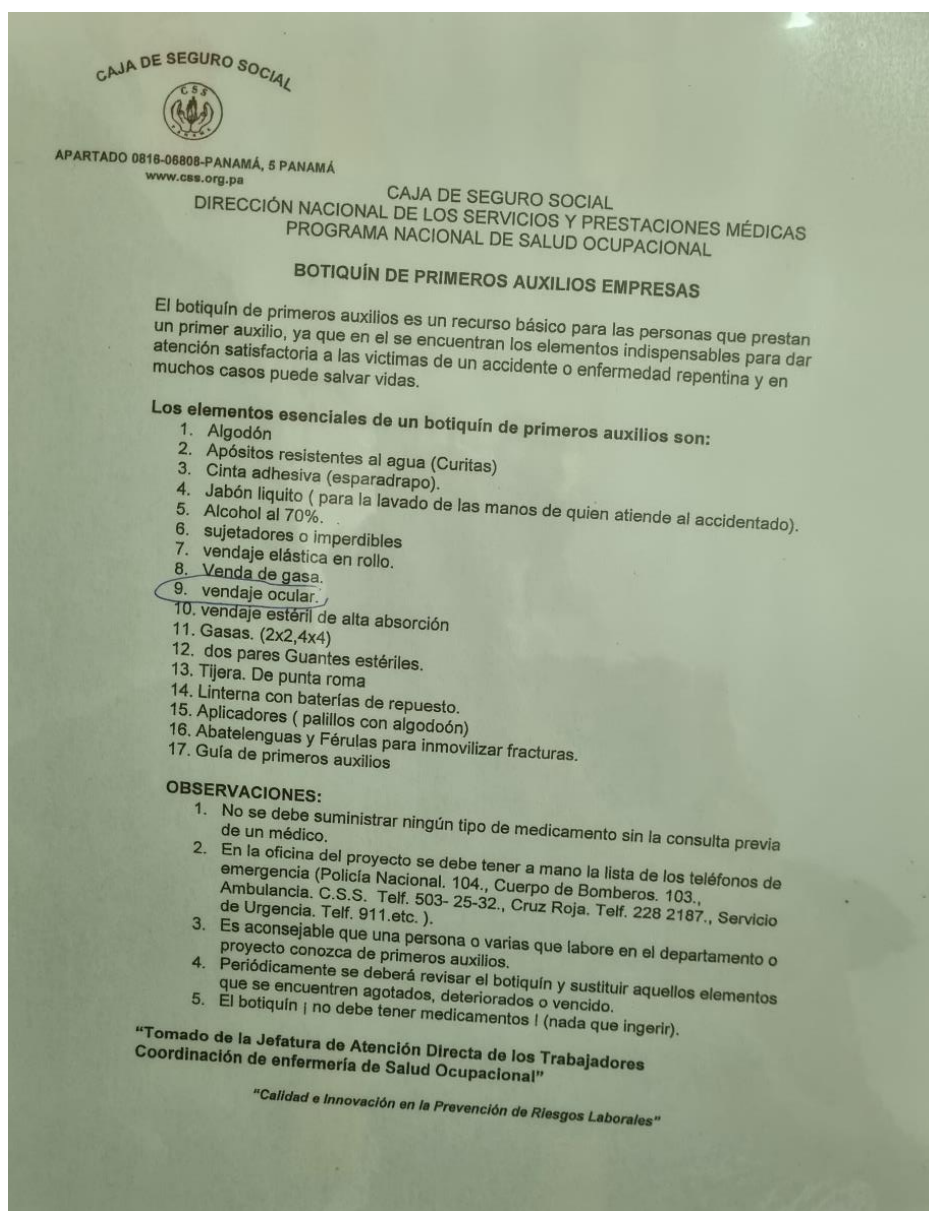 CAJA DE SEGURO SOCIAL
CSS
APARTADO 0816-06808-PANAMÁ, 5 PANAMÁ
www.css.org.pa
CAJA DE SEGURO SOCIAL
DIRECCIÓN NACIONAL DE LOS SERVICIOS Y PRESTACIONES MÉDICAS
PROGRAMA NACIONAL DE SALUD OCUPACIONAL
BOTIQUÍN DE PRIMEROS AUXILIOS EMPRESAS
El botiquín de primeros auxilios es un recurso básico para las personas que prestan
un primer auxilio, ya que en el se encuentran los elementos indispensables para dar
atención satisfactoria a las victimas de un accidente o enfermedad repentina y en
muchos casos puede salvar vidas.
Los elementos esenciales de un botiquín de primeros auxilios son:
1. Algodón
2. Apósitos resistentes al agua (Curitas)
3. Cinta adhesiva (esparadrapo).
4. Jabón liquito ( para la lavado de las manos de quien atiende al accidentado).
5. Alcohol al 70%.
6. sujetadores o imperdibles
7. vendaje elástica en rollo.
8. Venda de gasa.
9. vendaje ocular.
10. vendaje estéril de alta absorción
11. Gasas. (2x2,4x4)
12. dos pares Guantes estériles.
13. Tijera. De punta roma
14. Linterna con baterías de repuesto.
15. Aplicadores ( palillos con algodoón)
16. Abatelenguas y Férulas para inmovilizar fracturas.
17. Guía de primeros auxilios
OBSERVACIONES:
1. No se debe suministrar ningún tipo de medicamento sin la consulta previa
de un médico.
2. En la oficina del proyecto se debe tener a mano la lista de los teléfonos de
emergencia (Policía Nacional. 104., Cuerpo de Bomberos. 103.,
Ambulancia. C.S.S. Telf. 503- 25-32., Cruz Roja. Telf. 228 2187., Servicio
de Urgencia. Telf. 911.etc. ).
3. Es aconsejable que una persona o varias que labore en el departamento o
proyecto conozca de primeros auxilios.
4. Periódicamente se deberá revisar el botiquín y sustituir aquellos elementos
que se encuentren agotados, deteriorados o vencido.
5. El botiquín ¡ no debe tener medicamentos ! (nada que ingerir).
"Tomado de la Jefatura de Atención Directa de los Trabajadores
Coordinación de enfermería de Salud Ocupacional"
"Calidad e Innovación en la Prevención de Riesgos Laborales"